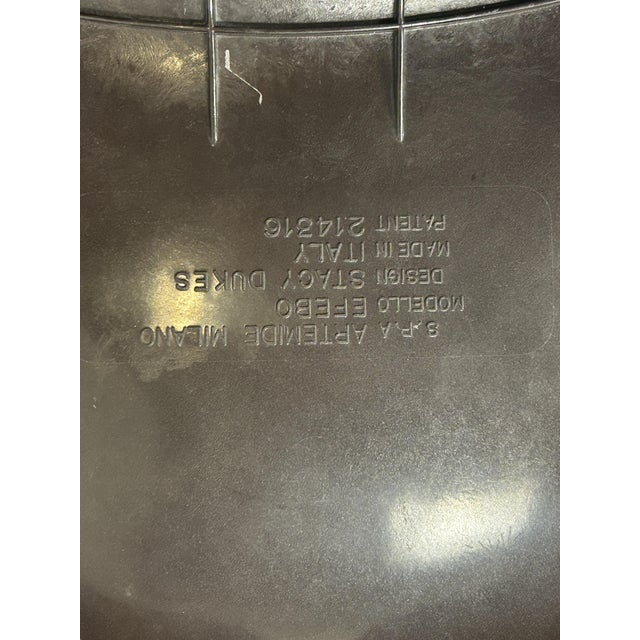 S.P.A ARTEMIDE MILANO
MODELLO EFEBO
DESIGN STACY DUKES
MADE IN ITALY
PATENT 214316